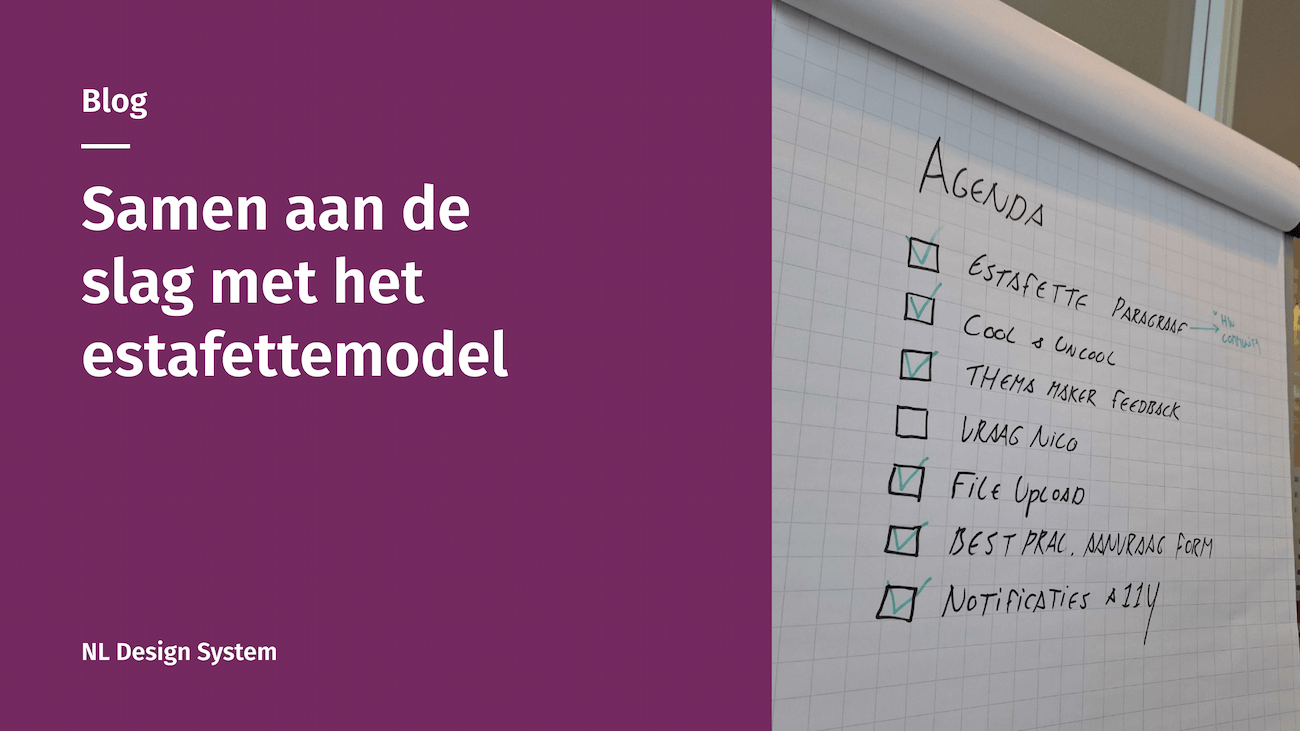 Blog
Samen aan de
slag met het
estafettemodel
NL Design System
AGENDA
ESTAFETTE PARAGRAAF
COOL & UNCOOL
THEMA MAKER FEEDBACK
VRAAG NICO
FILE UPLOAD
BEST PRAC. AANVRAAG FORM
NOTIFICATIES A11Y